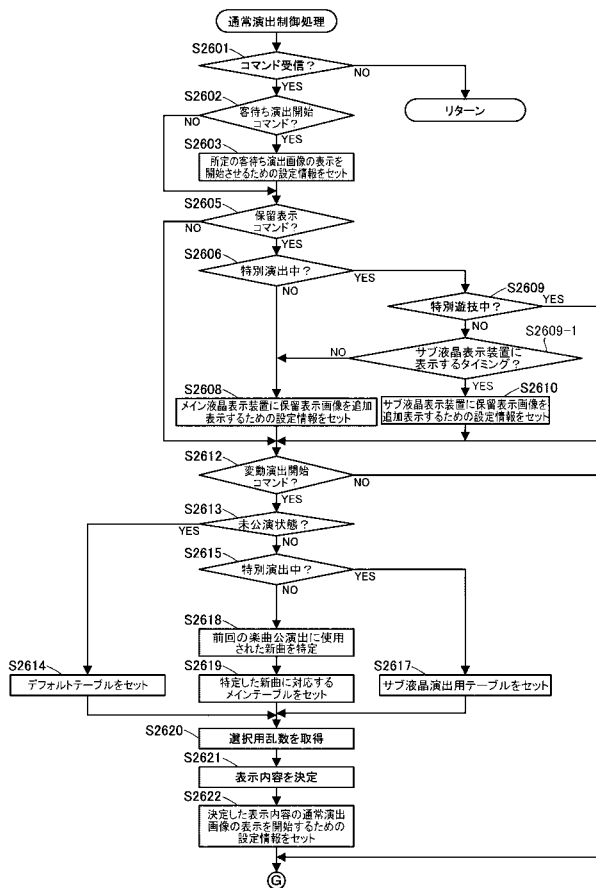 通常演出制御処理
S2601
コマンド受信?
NO
YES
リターン
S2602
客待ち演出開始
コマンド?
NO
YES
S2603
所定の客待ち演出画像の表示を
開始させるための設定情報をセット
S2605
保留表示
コマンド?
NO
YES
S2606
特別演出中?
YES
NO
S2609
特別遊技中?
YES
NO
S2609-1
サブ液晶表示装置に
表示するタイミング?
NO
YES
S2608
メイン液晶表示装置に保留表示画像を追加
表示するための設定情報をセット
S2610
サブ液晶表示装置に保留表示画像を
追加表示するための設定情報をセット
S2612
変動演出開始
コマンド?
NO
YES
S2613
未公演状態?
YES
NO
S2615
特別演出中?
YES
NO
S2618
前回の楽曲公演出に使用
された新曲を特定
S2614
デフォルトテーブルをセット
S2619
特定した新曲に対応する
メインテーブルをセット
S2617
サブ液晶演出用テーブルをセット
S2620
選択用乱数を取得
S2621
表示内容を決定
S2622
決定した表示内容の通常演出
画像の表示を開始するための
設定情報をセット
G